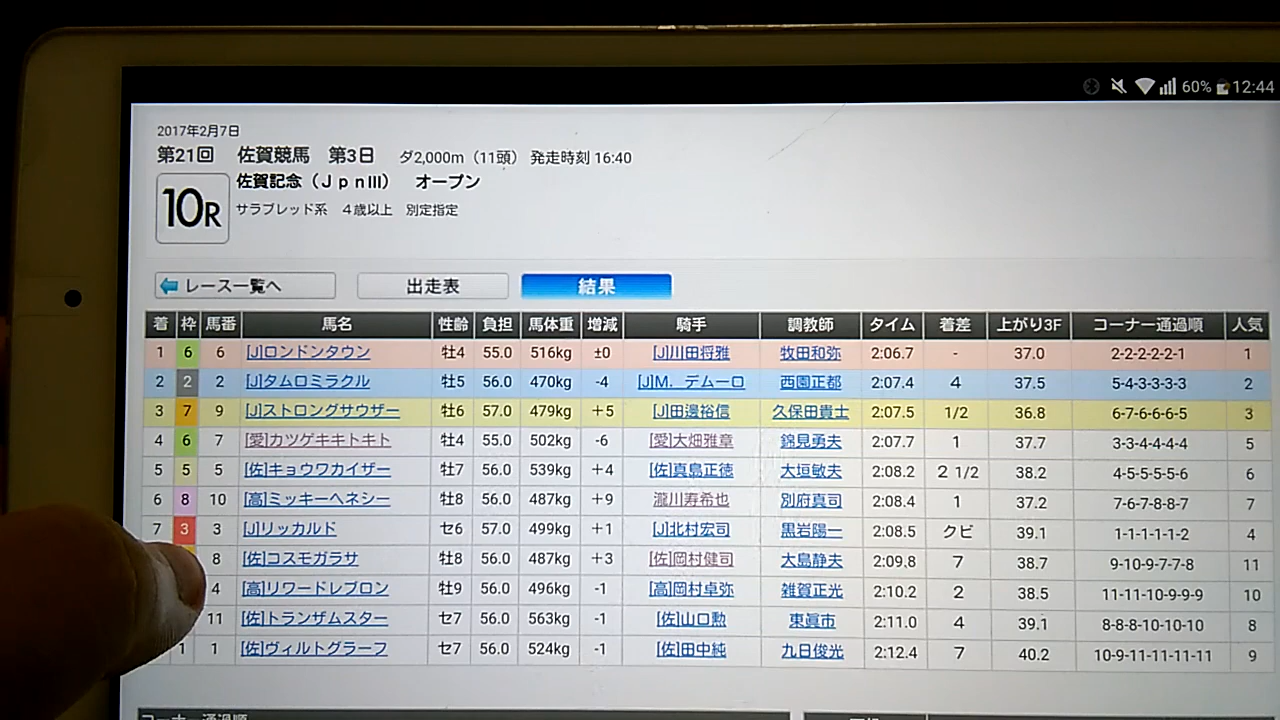 60% 12:44
2017年2月7日
第21回 佐賀競馬 第3日 ダ2,000m（11頭） 発走時刻 16:40
10R
佐賀記念（ＪｐｎIII） オープン
サラブレッド系 ４歳以上 別定指定
レース一覧へ 出走表 結果
着 枠 馬番 馬名 性齢 負担 馬体重 増減 騎手 調教師 タイム 着差 上がり3F コーナー通過順 人気
1 6 6 [J]ロンドンタウン 牡4 55.0 516kg ±0 [J]川田将雅 牧田和弥 2:06.7 - 37.0 2-2-2-2-2-1 1
2 2 2 [J]タムロミラクル 牡5 56.0 470kg -4 [J]Ｍ．デムーロ 西園正都 2:07.4 4 37.5 5-4-3-3-3-3 2
3 7 9 [J]ストロングサウザー 牡6 57.0 479kg ＋5 [J]田邊裕信 久保田貴士 2:07.5 1/2 36.8 6-7-6-6-6-5 3
4 6 7 [愛]カツゲキキトキト 牡4 55.0 502kg -6 [愛]大畑雅章 錦見勇夫 2:07.7 1 37.7 3-3-4-4-4-4 5
5 5 5 [佐]キョウワカイザー 牡7 56.0 539kg ＋4 [佐]真島正徳 大垣敏夫 2:08.2 ２ 1/2 38.2 4-5-5-5-5-6 6
6 8 10 [高]ミッキーヘネシー 牡8 56.0 487kg ＋9 瀧川寿希也 別府真司 2:08.4 1 37.2 7-6-7-8-8-7 7
7 3 3 [J]リッカルド セ6 57.0 499kg ＋1 [J]北村宏司 黒岩陽一 2:08.5 クビ 39.1 1-1-1-1-1-2 4
8 [佐]コスモガラサ 牡8 56.0 487kg ＋3 [佐]岡村健司 大島静夫 2:09.8 7 38.7 9-10-9-7-7-8 11
4 [高]リワードレブロン 牡9 56.0 496kg -1 [高]岡村卓弥 雑賀正光 2:10.2 2 38.5 11-11-10-9-9-9 10
11 [佐]トランザムスター セ7 56.0 563kg -1 [佐]山口勲 東眞市 2:11.0 4 39.1 8-8-8-10-10-10 8
1 1 [佐]ヴィルトグラーフ セ7 56.0 524kg -1 [佐]田中純 九日俊光 2:12.4 7 40.2 10-9-11-11-11-11 9
コーナー通過順